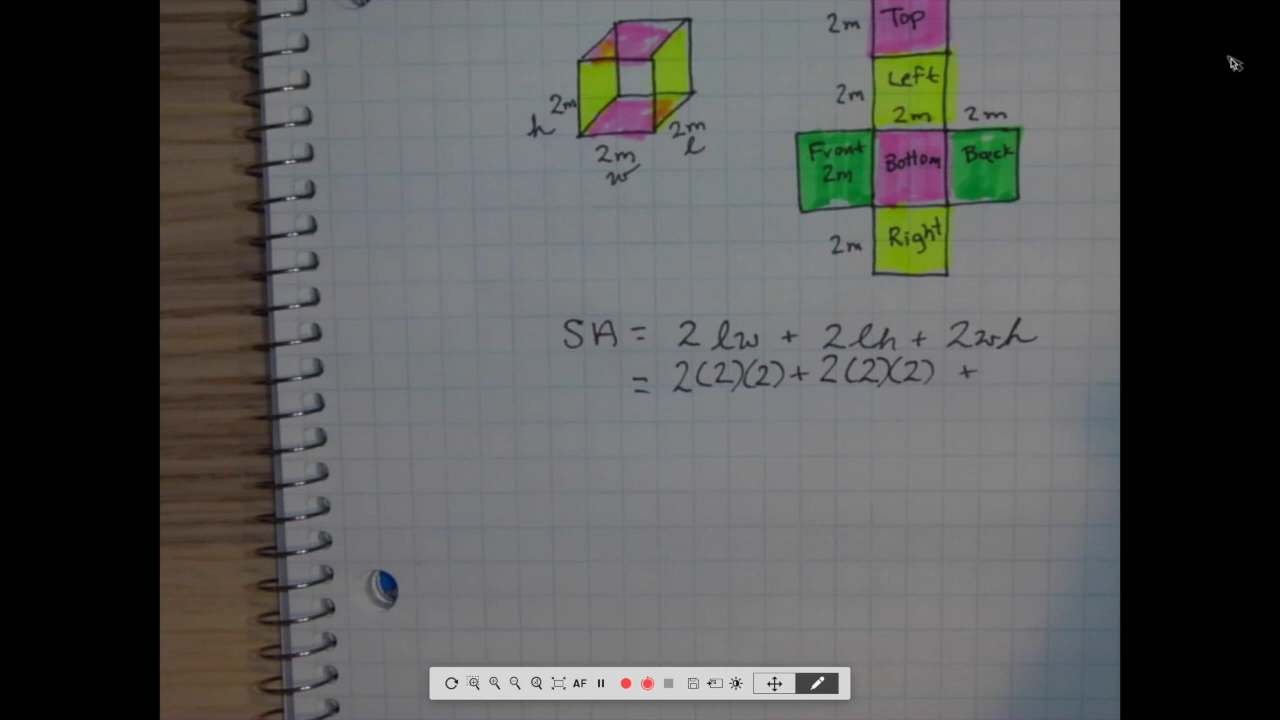 2m Top
2m Left
2m 2m
Front 2m
Bottom
Back
2m Right
2m
h
2m
w
2m
l
SA = 2lw + 2lh + 2wh
= 2(2)(2) + 2(2)(2) +
AF